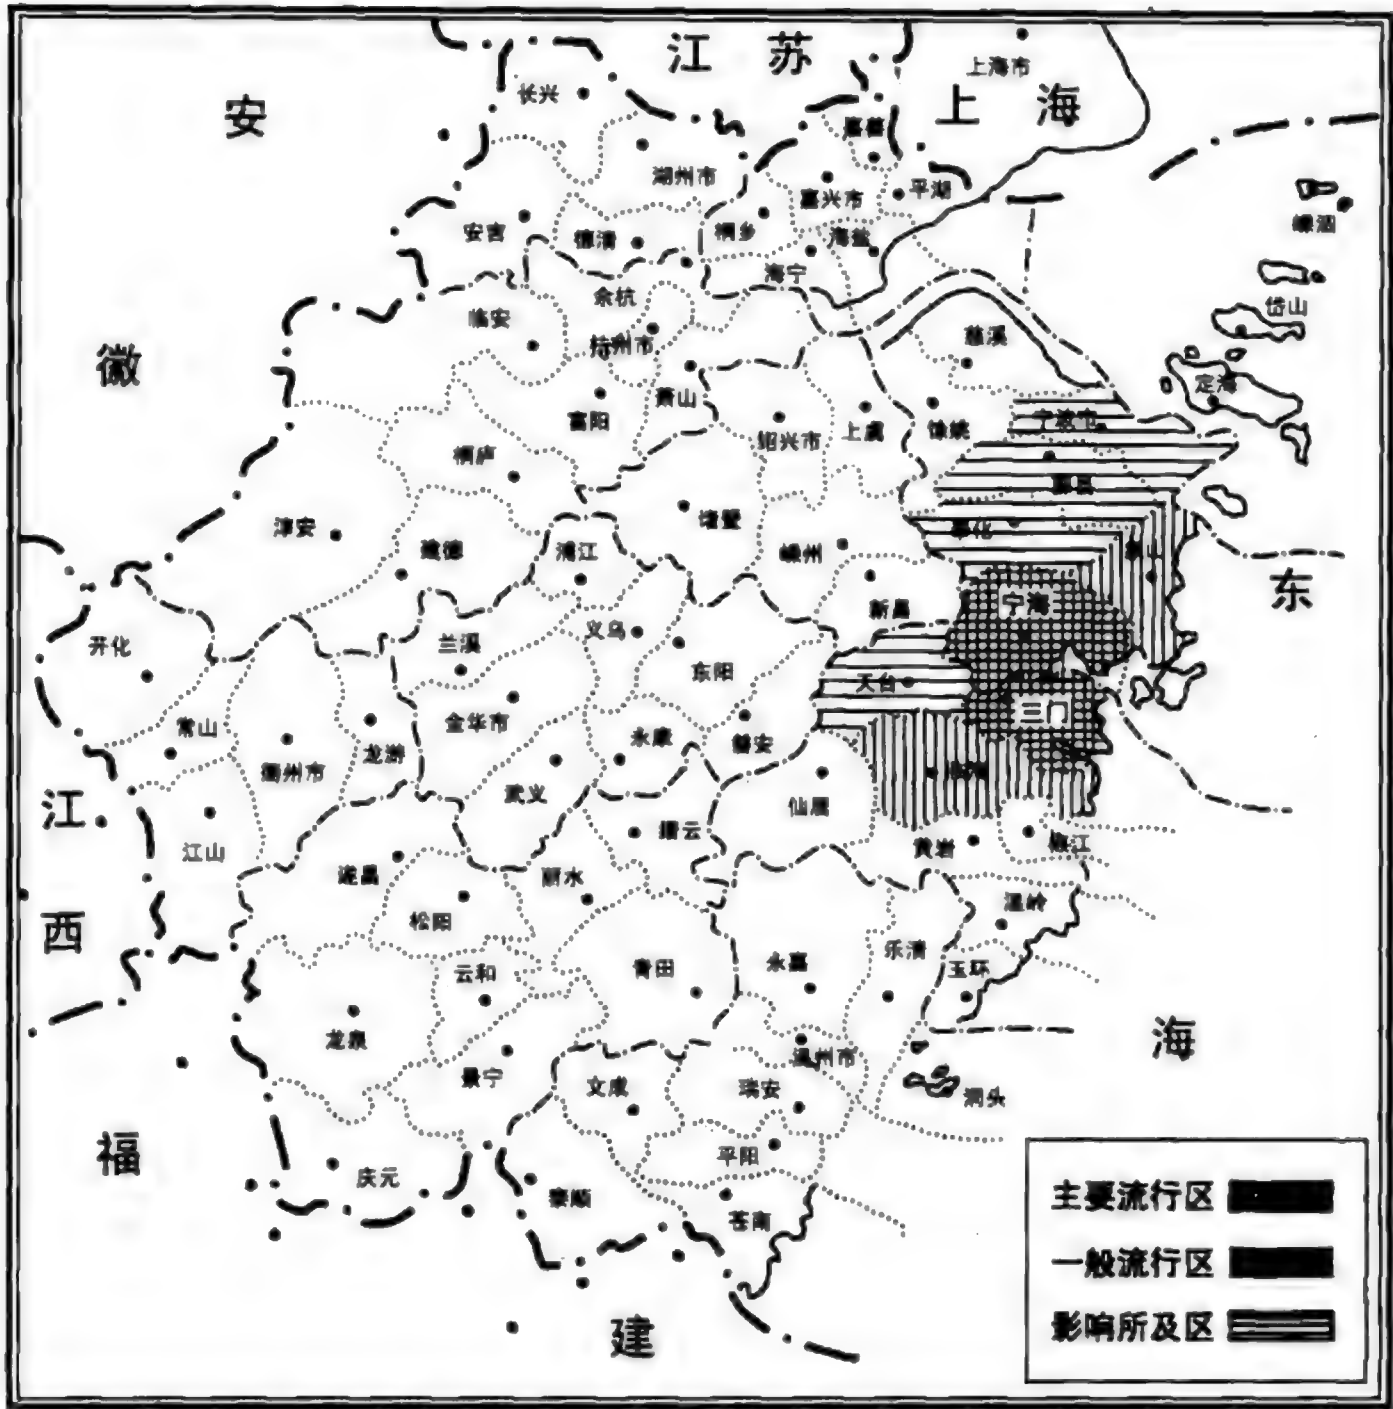 江 苏
上海市
上 海
安
长兴
嘉善
湖州市
嘉兴市
平湖
嵊泗
安吉
德清
桐乡
海盐
海宁
余杭
岱山
临安
杭州市
慈溪
徽
定海
萧山
富阳
宁波市
绍兴市
上虞
余姚
桐庐
鄞县
淳安
诸暨
奉化
建德
浦江
嵊州
象山
东
宁海
新昌
义乌
开化
兰溪
东阳
天台
三门
常山
金华市
永康
磐安
龙游
衢州市
临海
武义
仙居
江
缙云
江山
黄岩
椒江
遂昌
丽水
温岭
松阳
西
乐清
云和
青田
永嘉
玉环
龙泉
海
温州市
景宁
文成
瑞安
洞头
福
平阳
庆元
泰顺
苍南
主要流行区
一般流行区
影响所及区
建